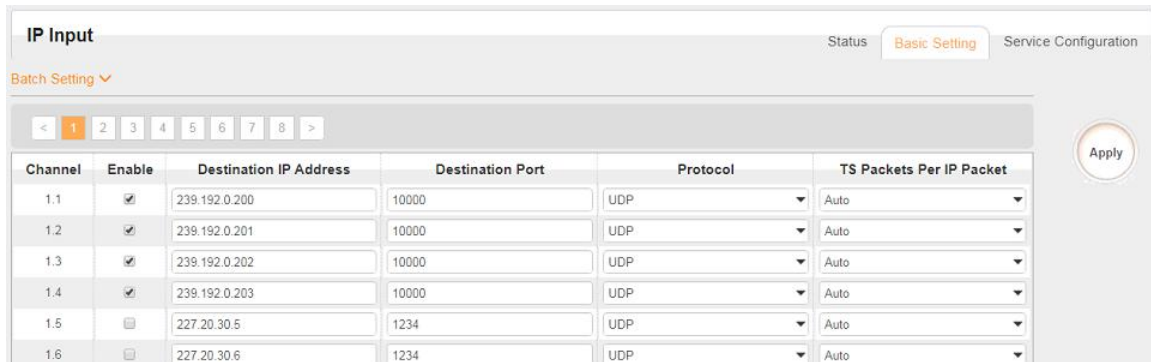 IP Input
Status Basic Setting Service Configuration
Batch Setting
< 1 2 3 4 5 6 7 8 >
Apply
Channel Enable Destination IP Address Destination Port Protocol TS Packets Per IP Packet
1.1 239.192.0.200 10000 UDP Auto
1.2 239.192.0.201 10000 UDP Auto
1.3 239.192.0.202 10000 UDP Auto
1.4 239.192.0.203 10000 UDP Auto
1.5 227.20.30.5 1234 UDP Auto
1.6 227.20.30.6 1234 UDP Auto